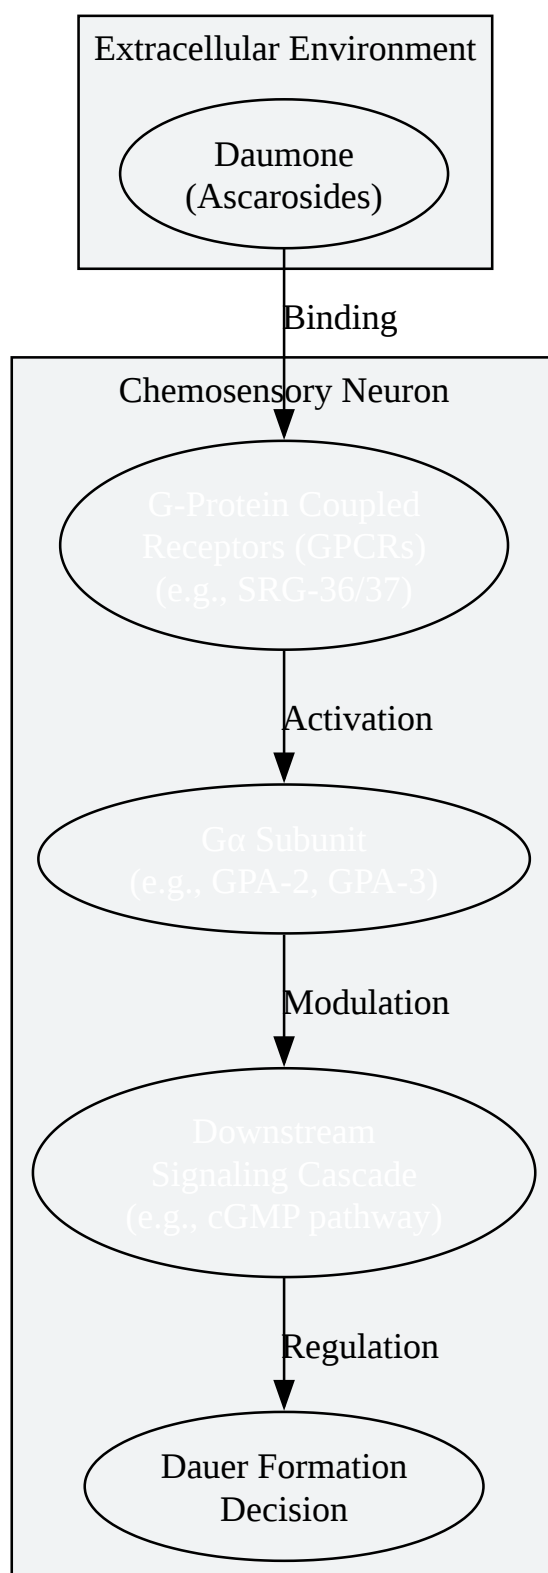 Extracellular Environment
Daumone
(Ascarosides)
Binding
Chemosensory Neuron
G-Protein Coupled
Receptors (GPCRs)
(e.g., SRG-36/37)
Activation
Gα Subunit
(e.g., GPA-2, GPA-3)
Modulation
Downstream
Signaling Cascade
(e.g., cGMP pathway)
Regulation
Dauer Formation
Decision